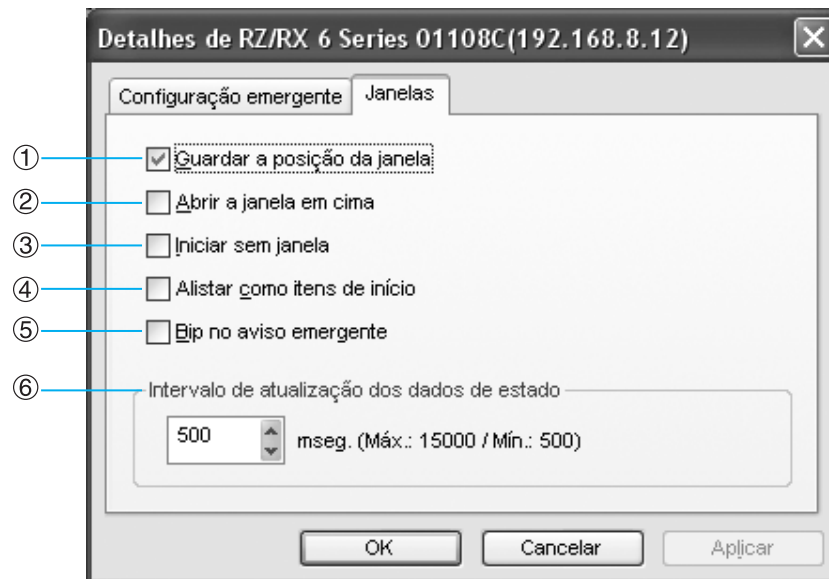 Detalhes de RZ/RX 6 Series 01108C(192.168.8.12)
Configuração emergente Janelas
① Guardar a posição da janela
② Abrir a janela em cima
③ Iniciar sem janela
④ Alistar como itens de início
⑤ Bip no aviso emergente
⑥ Intervalo de atualização dos dados de estado
500 mseg. (Máx.: 15000 / Mín.: 500)
OK Cancelar Aplicar